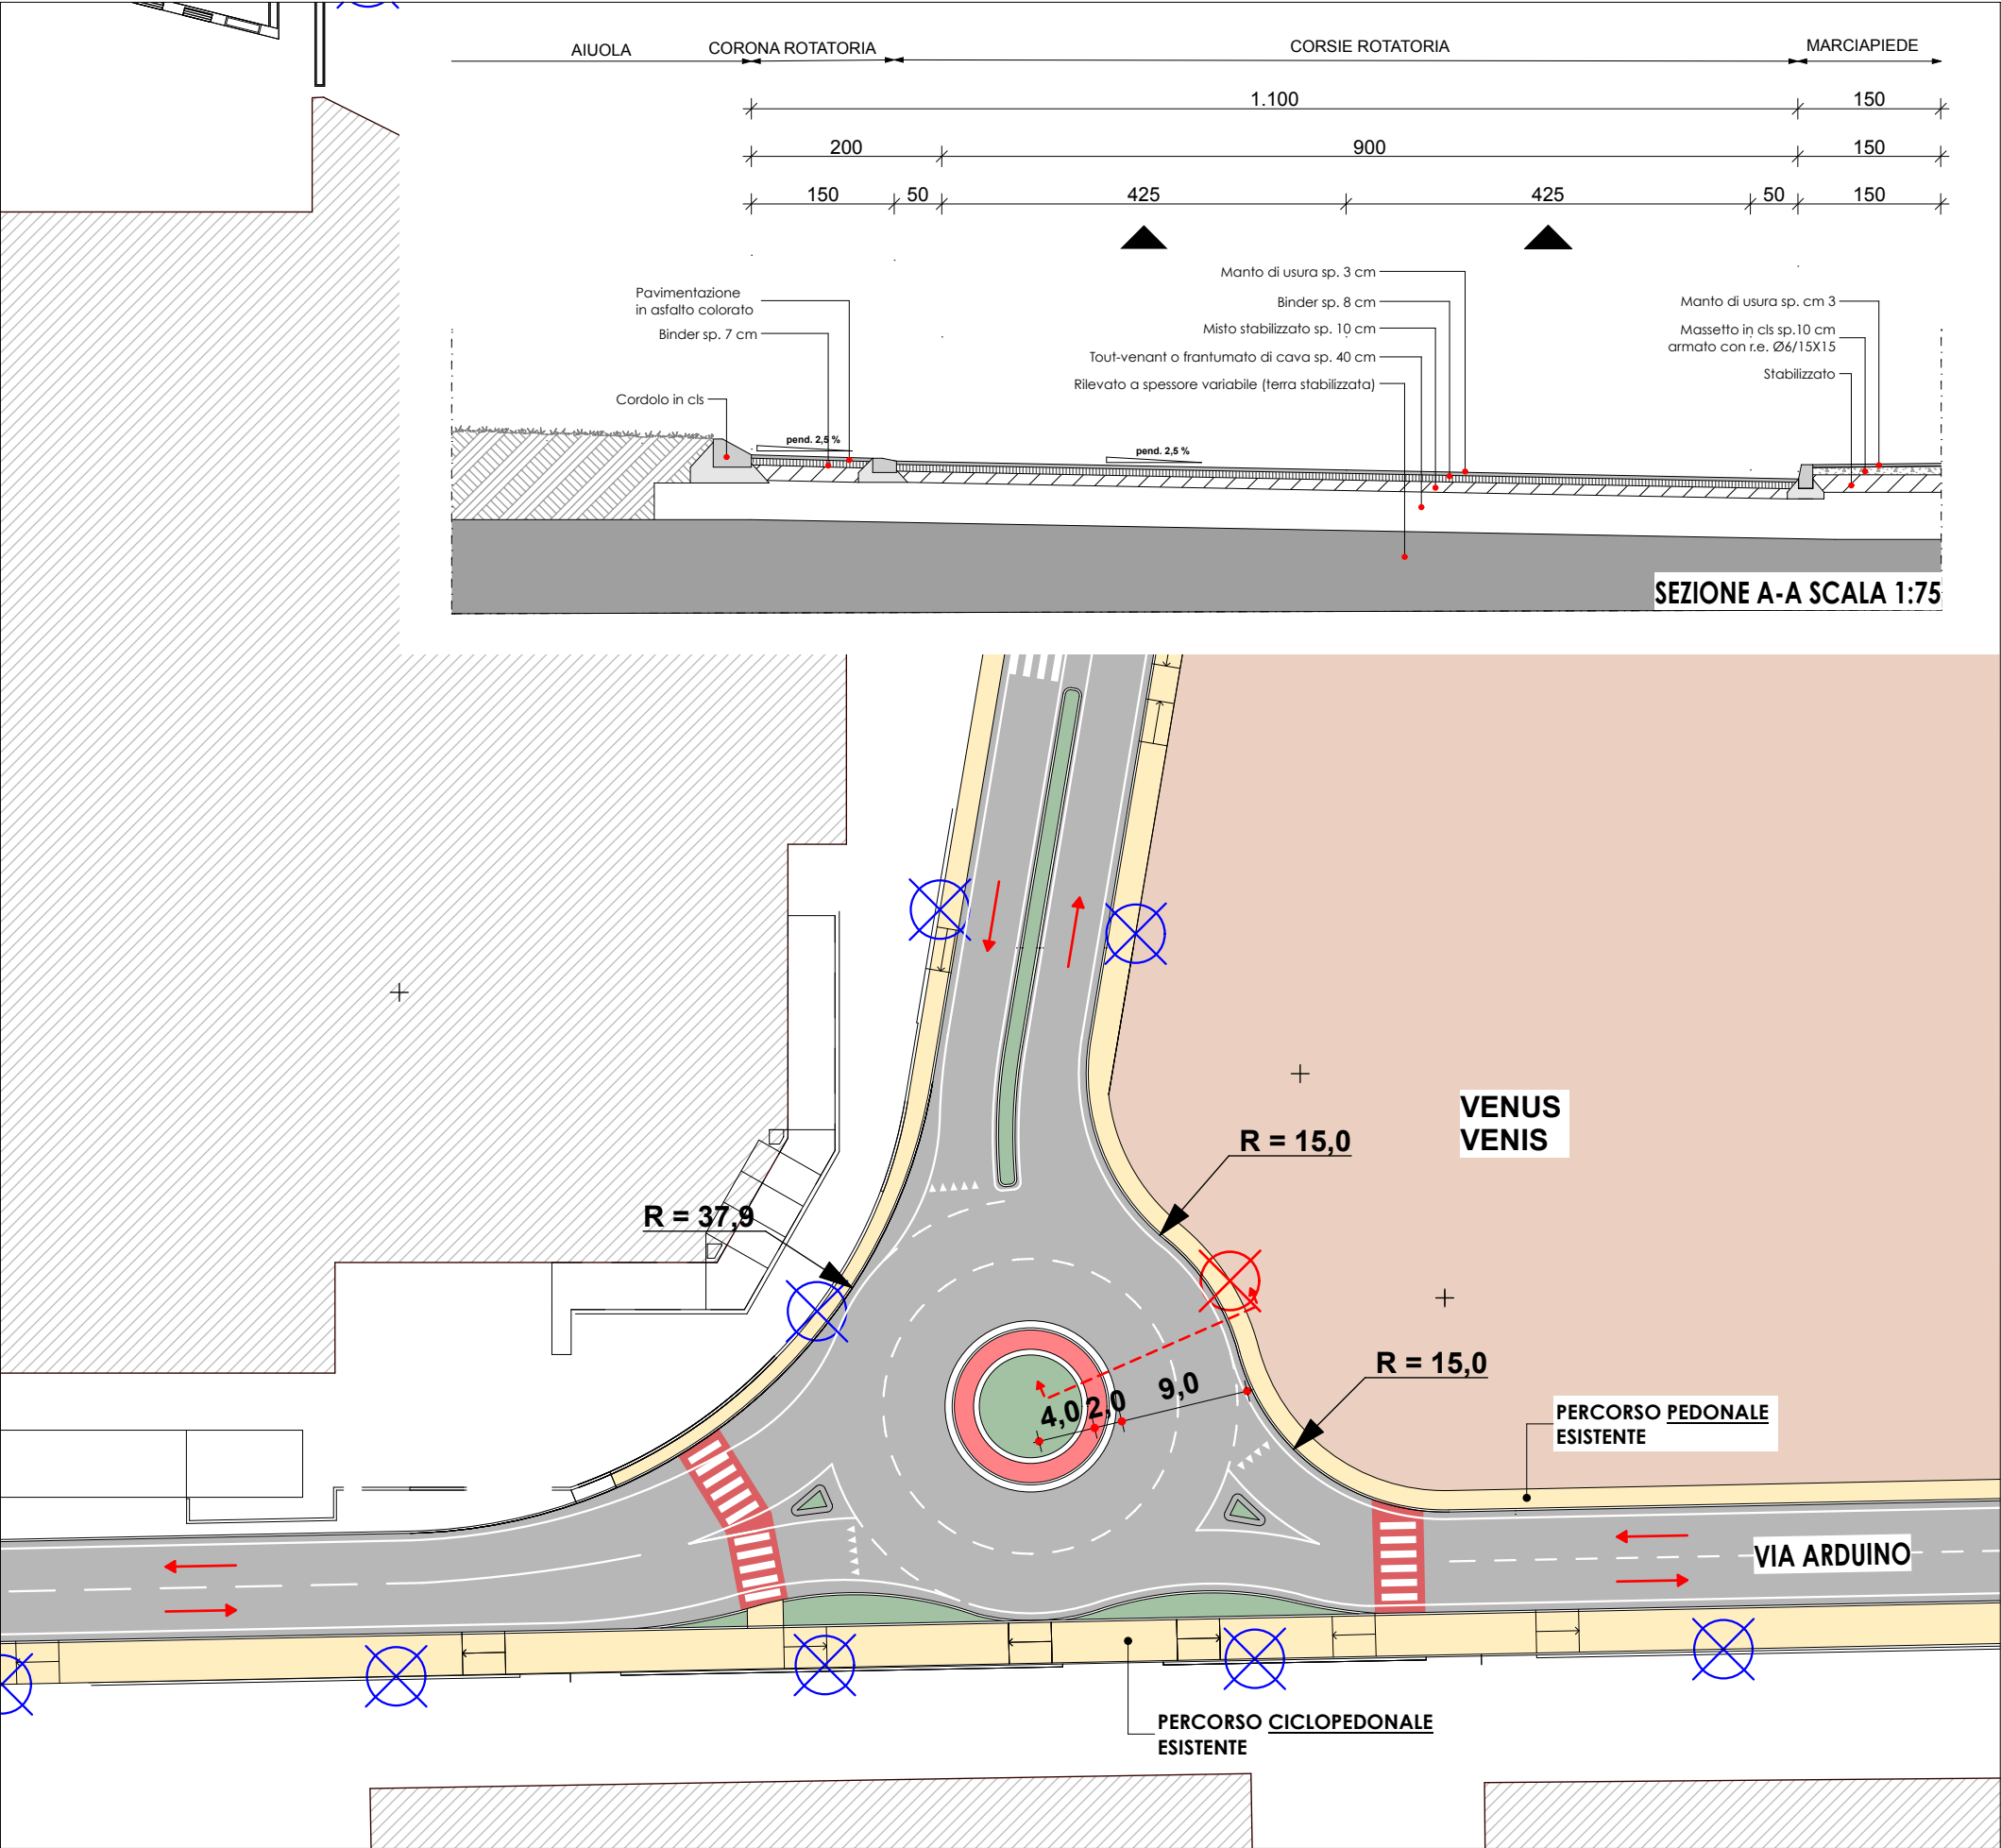 AIUOLA
CORONA ROTATORIA
CORSIE ROTATORIA
MARCIAPIEDE
1.100
150
200
900
150
150
50
425
425
50
150
Manto di usura sp. 3 cm
Binder sp. 8 cm
Misto stabilizzato sp. 10 cm
Tout-venant o frantumato di cava sp. 40 cm
Rilevato a spessore variabile (terra stabilizzata)
Pavimentazione
in asfalto colorato
Binder sp. 7 cm
Cordolo in cls
Manto di usura sp. cm 3
Massetto in cls sp.10 cm
armato con r.e. Ø6/15X15
Stabilizzato
pend. 2,5 %
pend. 2,5 %
SEZIONE A-A SCALA 1:75
VENUS
VENIS
R = 15,0
R = 37,9
R = 15,0
4,0
2,0
9,0
PERCORSO PEDONALE
ESISTENTE
VIA ARDUINO
PERCORSO CICLOPEDONALE
ESISTENTE